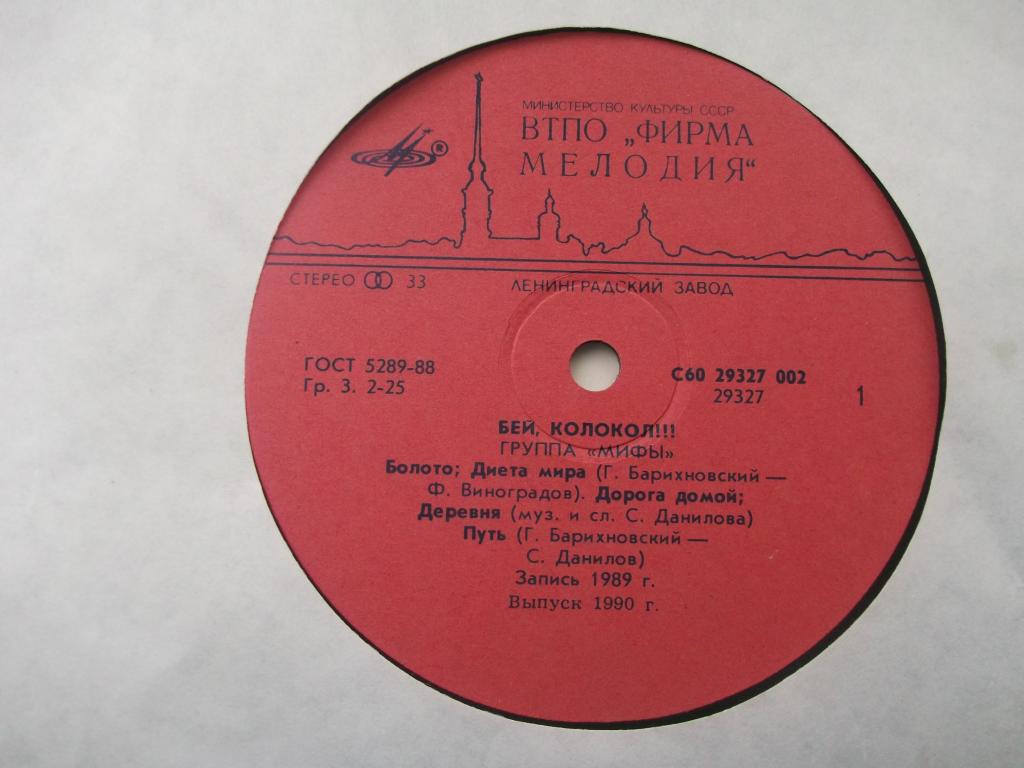 МИНИСТЕРСТВО КУЛЬТУРЫ СССР
ВТПО „ФИРМА
МЕЛОДИЯ“
®
СТЕРЕО 33
ЛЕНИНГРАДСКИЙ ЗАВОД
ГОСТ 5289-88
Гр. 3. 2-25
С60 29327 002
29327
1
БЕЙ, КОЛОКОЛ!!!
ГРУППА «МИФЫ»
Болото; Диета мира (Г. Барихновский —
Ф. Виноградов). Дорога домой;
Деревня (муз. и сл. С. Данилова)
Путь (Г. Барихновский —
С. Данилов)
Запись 1989 г.
Выпуск 1990 г.